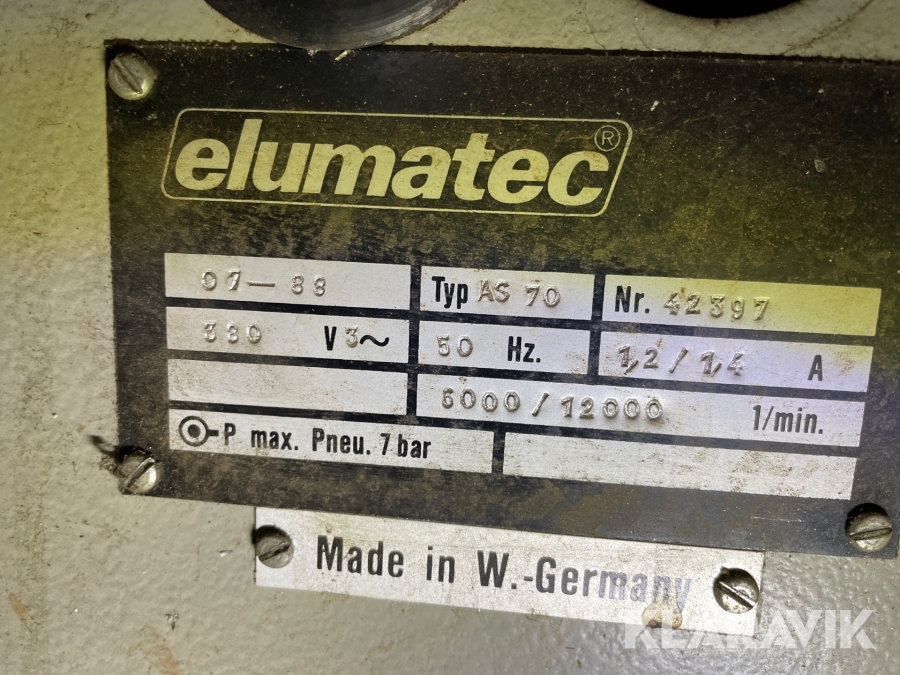 elumatec®
07-88 Typ AS 70 Nr. 42397
380 V 3~ 50 Hz. 1,2/1,4 A
6000/12000 1/min.
P max. Pneu. 7 bar
Made in W.-Germany
KLARAVIK